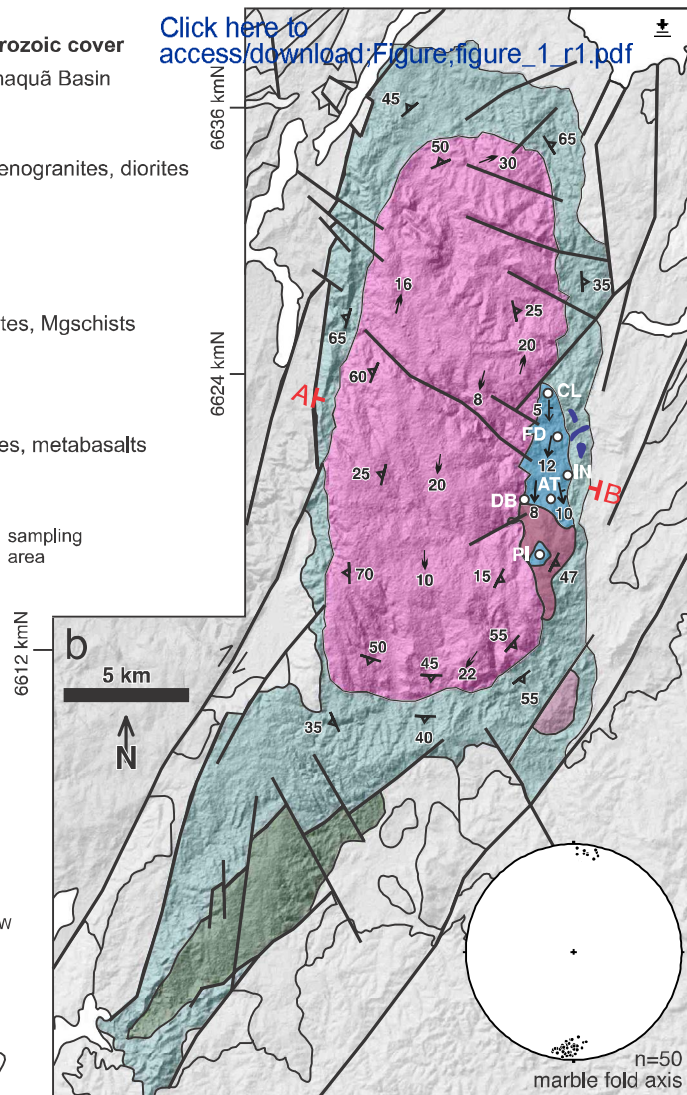 Click here to
access/download;Figure;figure_1_r1.pdf
rozoic cover
naquã Basin
enogranites, diorites
tes, Mgschists
es, metabasalts
sampling
area
w
6636 kmN
6624 kmN
6612 kmN
45
50
30
65
16
35
25
65
20
60
8
A
5
CL
FD
12
IN
25
20
AT
B
DB
8
10
PI
70
10
15
47
b
50
45
55
22
5 km
55
35
40
N
n=50
marble fold axis